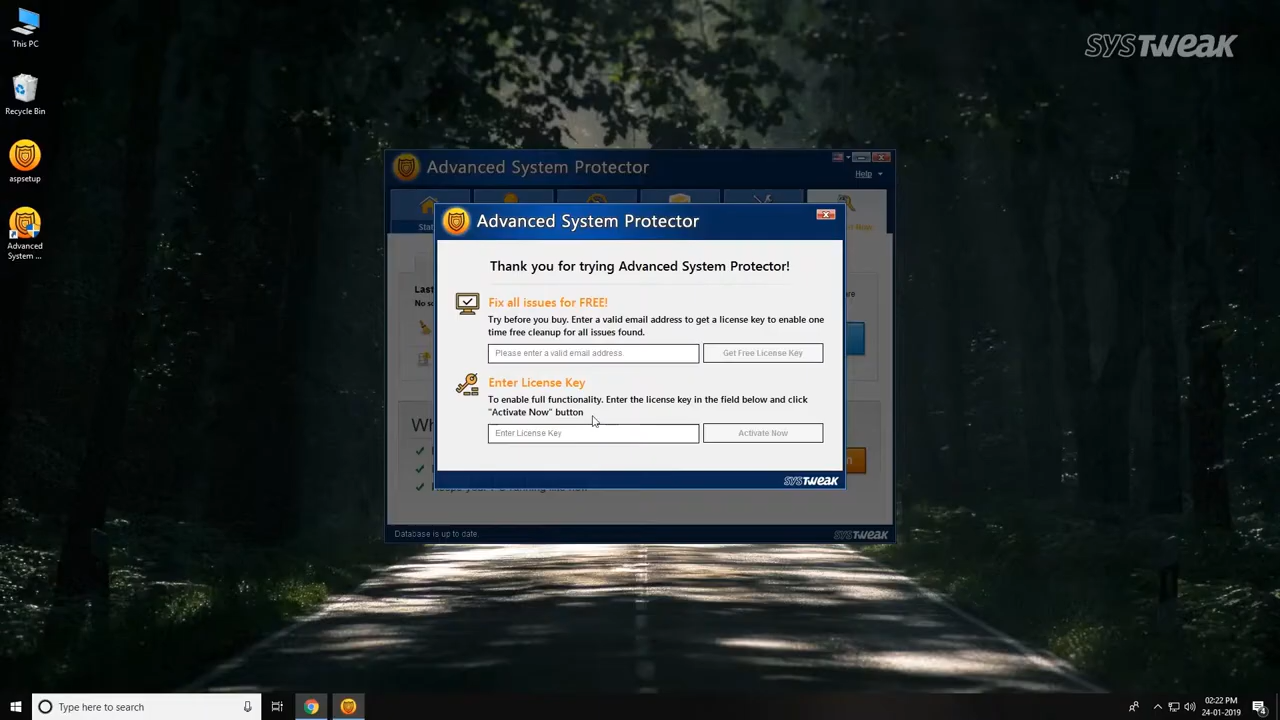 This PC
Recycle Bin
aspsetup
Advanced
System ...
SYSTWEAK
Advanced System Protector
Help
Advanced System Protector
Thank you for trying Advanced System Protector!
Fix all issues for FREE!
Try before you buy. Enter a valid email address to get a license key to enable one
time free cleanup for all issues found.
Please enter a valid email address.
Get Free License Key
Enter License Key
To enable full functionality. Enter the license key in the field below and click
"Activate Now" button
Enter License Key
Activate Now
SYSTWEAK
Database is up to date.
SYSTWEAK
Type here to search
02:22 PM
24-01-2019
4